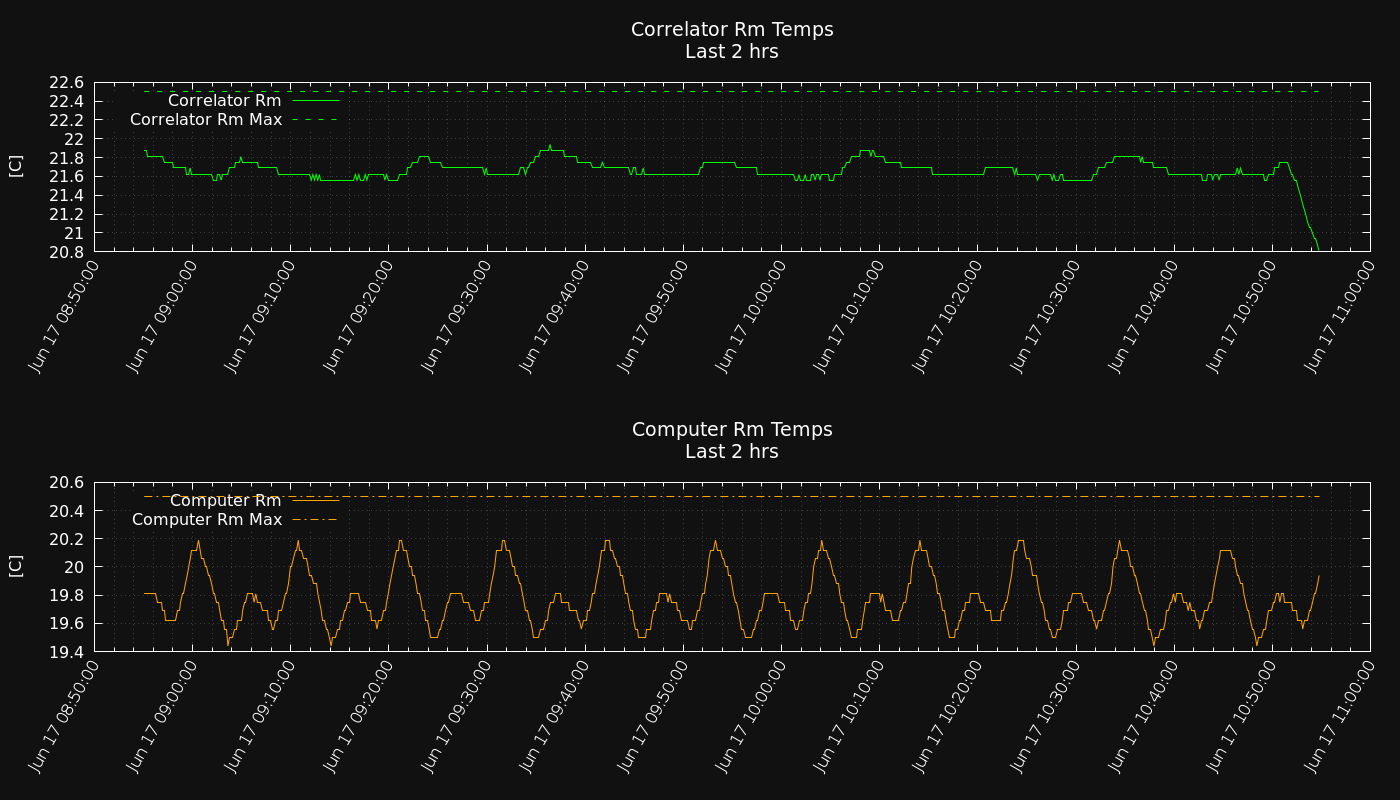 Correlator Rm Temps
Last 2 hrs
22.6
22.4
22.2
22
21.8
21.6
21.4
21.2
21
20.8
[C]
Correlator Rm
Correlator Rm Max
Jun 17 08:50:00
Jun 17 09:00:00
Jun 17 09:10:00
Jun 17 09:20:00
Jun 17 09:30:00
Jun 17 09:40:00
Jun 17 09:50:00
Jun 17 10:00:00
Jun 17 10:10:00
Jun 17 10:20:00
Jun 17 10:30:00
Jun 17 10:40:00
Jun 17 10:50:00
Jun 17 11:00:00
Computer Rm Temps
Last 2 hrs
20.6
20.4
20.2
20
19.8
19.6
19.4
[C]
Computer Rm
Computer Rm Max
Jun 17 08:50:00
Jun 17 09:00:00
Jun 17 09:10:00
Jun 17 09:20:00
Jun 17 09:30:00
Jun 17 09:40:00
Jun 17 09:50:00
Jun 17 10:00:00
Jun 17 10:10:00
Jun 17 10:20:00
Jun 17 10:30:00
Jun 17 10:40:00
Jun 17 10:50:00
Jun 17 11:00:00